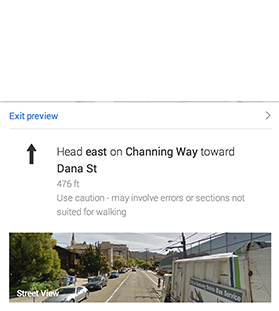 Exit preview
Head east on Channing Way toward
Dana St
476 ft
Use caution - may involve errors or sections not
suited for walking
Street View